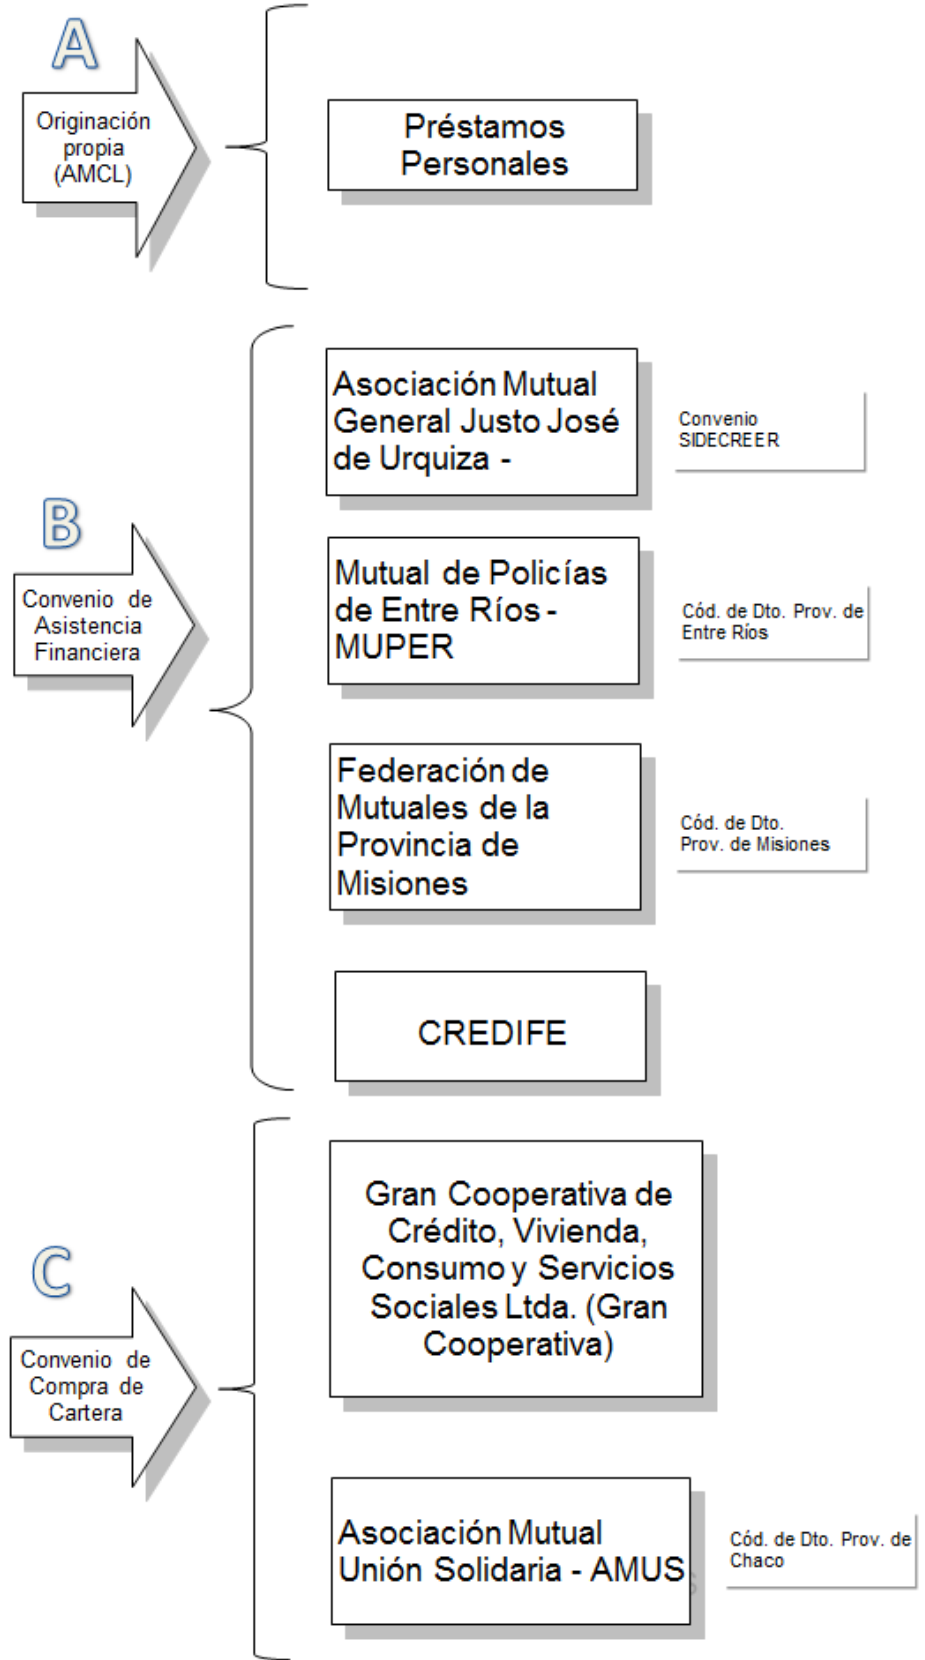 A
Originación
propia
(AMCL)
Préstamos
Personales
B
Convenio de
Asistencia
Financiera
Asociación Mutual
General Justo José
de Urquiza -
Convenio
SIDECREER
Mutual de Policías
de Entre Ríos -
MUPER
Cód. de Dto. Prov. de
Entre Ríos
Federación de
Mutuales de la
Provincia de
Misiones
Cód. de Dto.
Prov. de Misiones
CREDIFE
C
Convenio de
Compra de
Cartera
Gran Cooperativa de
Crédito, Vivienda,
Consumo y Servicios
Sociales Ltda. (Gran
Cooperativa)
Asociación Mutual
Unión Solidaria - AMUS
Cód. de Dto. Prov. de
Chaco